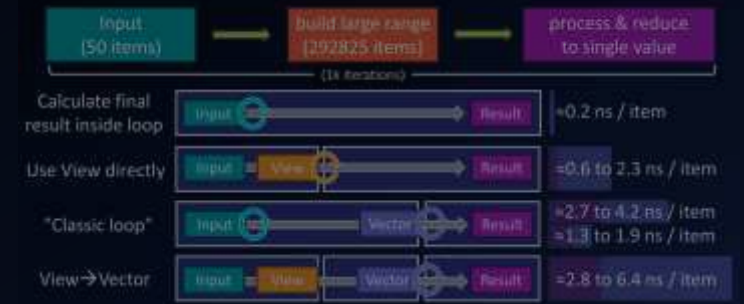 Input
(50 items)
build large range
(292825 items)
process & reduce
to single value
(1k iterations)
Calculate final
result inside loop
Input
Result
≈0.2 ns / item
Use View directly
Input
View
Result
≈0.6 to 2.3 ns / item
"Classic loop"
Input
Vector
Result
≈2.7 to 4.2 ns / item
≈1.3 to 1.9 ns / item
View→Vector
Input
View
Vector
Result
≈2.8 to 6.4 ns / item